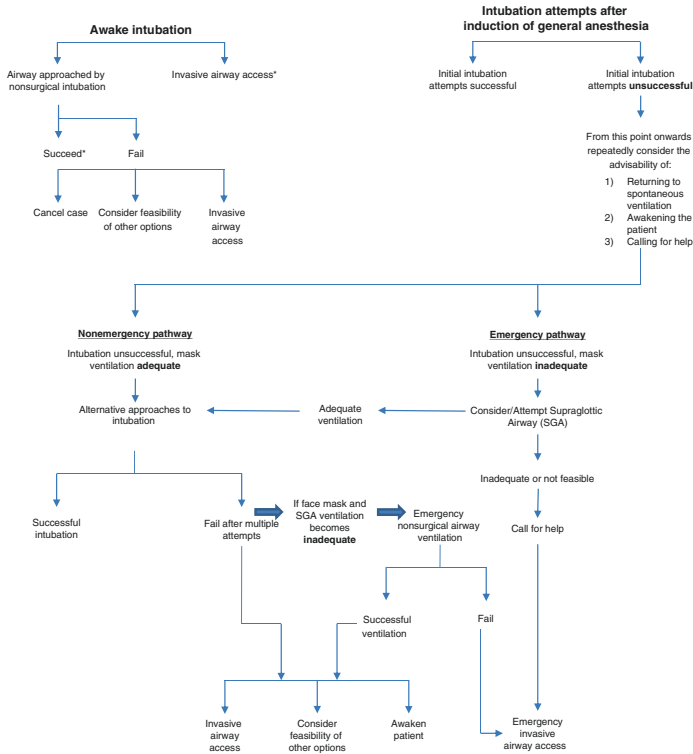 Awake intubation
Intubation attempts after
induction of general anesthesia
Airway approached by
nonsurgical intubation
Invasive airway access*
Initial intubation
attempts successful
Initial intubation
attempts unsuccessful
Succeed*
Fail
From this point onwards
repeatedly consider the
advisability of:
1) Returning to
spontaneous
ventilation
2) Awakening the
patient
3) Calling for help
Cancel case
Consider feasibility
of other options
Invasive
airway
access
Nonemergency pathway
Intubation unsuccessful, mask
ventilation adequate
Emergency pathway
Intubation unsuccessful, mask
ventilation inadequate
Alternative approaches to
intubation
Adequate
ventilation
Consider/Attempt Supraglottic
Airway (SGA)
Inadequate or not feasible
Successful
intubation
Fail after multiple
attempts
If face mask and
SGA ventilation
becomes
inadequate
Emergency
nonsurgical airway
ventilation
Call for help
Successful
ventilation
Fail
Invasive
airway
access
Consider
feasibility of
other options
Awaken
patient
Emergency
invasive
airway access